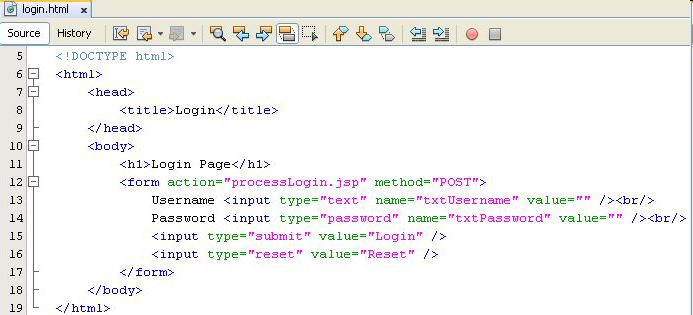 login.html
Source History
5 <!DOCTYPE html>
6 <html>
7 <head>
8 <title>Login</title>
9 </head>
10 <body>
11 <h1>Login Page</h1>
12 <form action="processLogin.jsp" method="POST">
13 Username <input type="text" name="txtUsername" value="" /><br/>
14 Password <input type="password" name="txtPassword" value="" /><br/>
15 <input type="submit" value="Login" />
16 <input type="reset" value="Reset" />
17 </form>
18 </body>
19 </html>